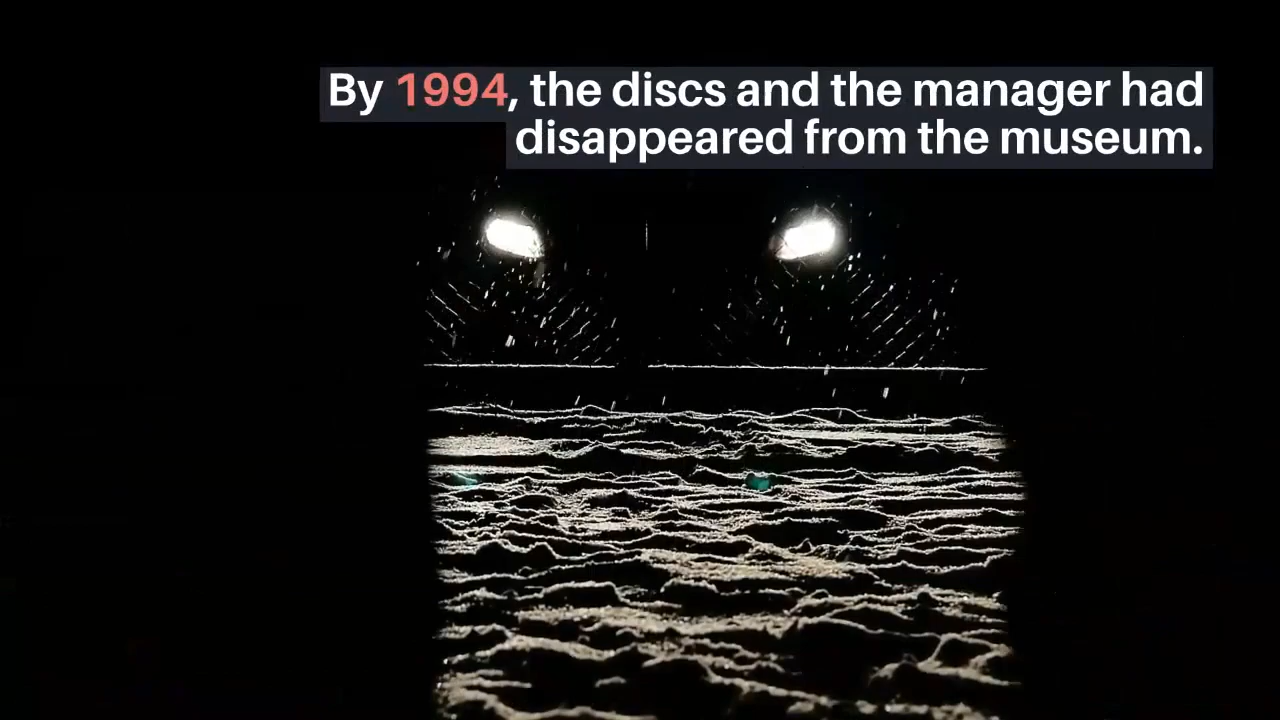 By 1994, the discs and the manager had
disappeared from the museum.